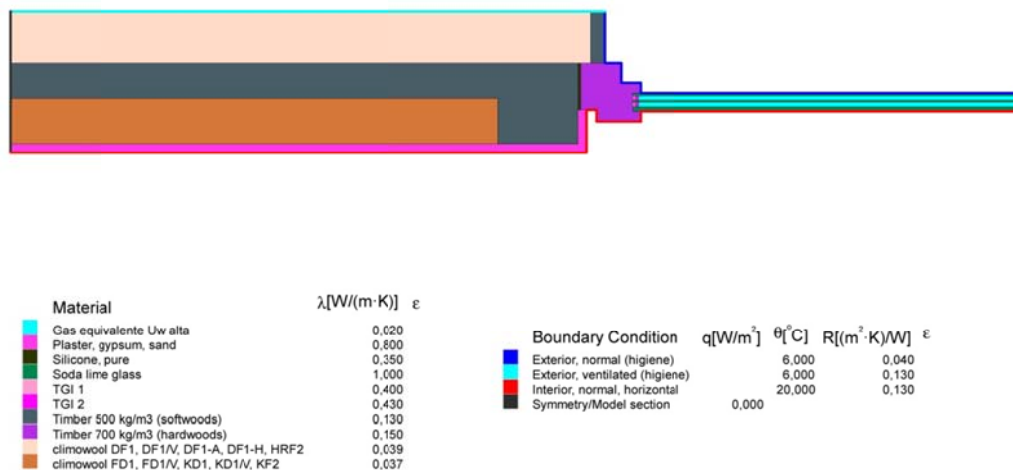 Material λ[W/(m·K)] ε
Gas equivalente Uw alta 0,020
Plaster, gypsum, sand 0,800
Silicone, pure 0,350
Soda lime glass 1,000
TGI 1 0,400
TGI 2 0,430
Timber 500 kg/m3 (softwoods) 0,130
Timber 700 kg/m3 (hardwoods) 0,150
climowool DF1, DF1/V, DF1-A, DF1-H, HRF2 0,039
climowool FD1, FD1/V, KD1, KD1/V, KF2 0,037
Boundary Condition q[W/m²] θ[°C] R[(m²·K)/W] ε
Exterior, normal (higiene) 6,000 0,040
Exterior, ventilated (higiene) 6,000 0,130
Interior, normal, horizontal 20,000 0,130
Symmetry/Model section 0,000